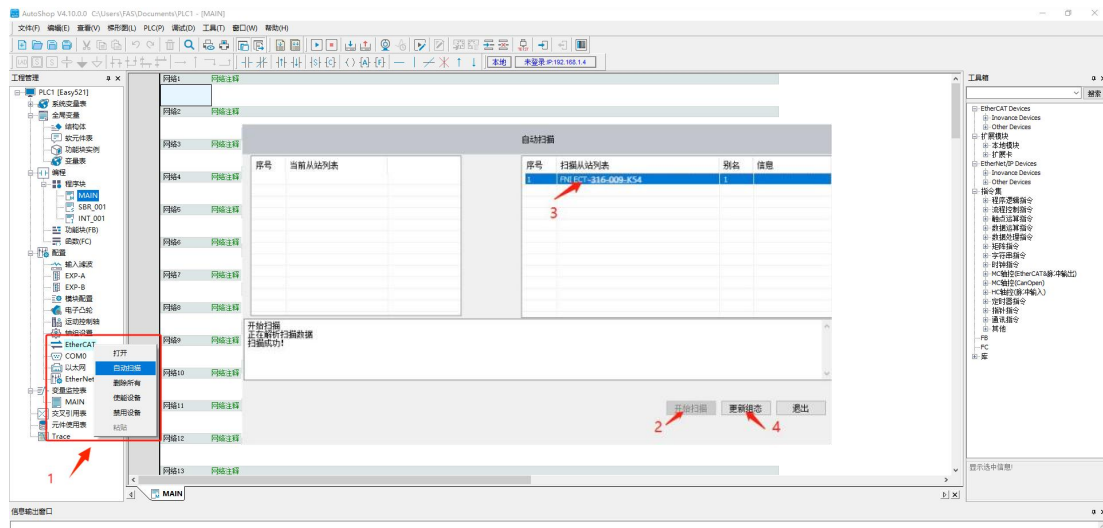 AutoShop V4.10.0.0 C:\Users\FAS\Documents\PLC1 - [MAIN]
文件(F) 编辑(E) 查看(V) 梯形图(L) PLC(P) 调试(D) 工具(T) 窗口(W) 帮助(H)
本地 未登录:IP:192.168.1.4
工程管理
PLC1 [Easy521]
系统变量表
全局变量
结构体
软元件表
功能块实例
变量表
编程
程序块
MAIN
SBR_001
INT_001
功能块(FB)
函数(FC)
配置
输入滤波
EXP-A
EXP-B
模块配置
电子凸轮
运动控制轴
轴组设置
EtherCAT
COM0
以太网
EtherNet
变量监控表
MAIN
交叉引用表
元件使用表
Trace
打开
自动扫描
删除所有
使能设备
禁用设备
粘贴
1
网络1 网络注释
网络2 网络注释
网络3 网络注释
网络4 网络注释
网络5 网络注释
网络6 网络注释
网络7 网络注释
网络8 网络注释
网络9 网络注释
网络10 网络注释
网络11 网络注释
网络12 网络注释
网络13 网络注释
自动扫描
序号 当前从站列表
序号 扫描从站列表 别名 信息
1 FNI ECT-316-009-K54 1
3
开始扫描
正在解析扫描数据
扫描成功!
开始扫描 更新组态 退出
2
4
MAIN
工具箱
搜索
EtherCAT Devices
Inovance Devices
Other Devices
扩展模块
本地模块
扩展卡
EtherNet/IP Devices
Inovance Devices
Other Devices
指令集
程序逻辑指令
流程控制指令
触点运算指令
数据运算指令
数据处理指令
矩阵指令
字符串指令
时钟指令
MC轴控(EtherCAT&脉冲输出)
MC轴控(CanOpen)
HC轴控(脉冲输入)
定时器指令
指针指令
通讯指令
其他
FB
FC
库
显示选中信息!
信息输出窗口